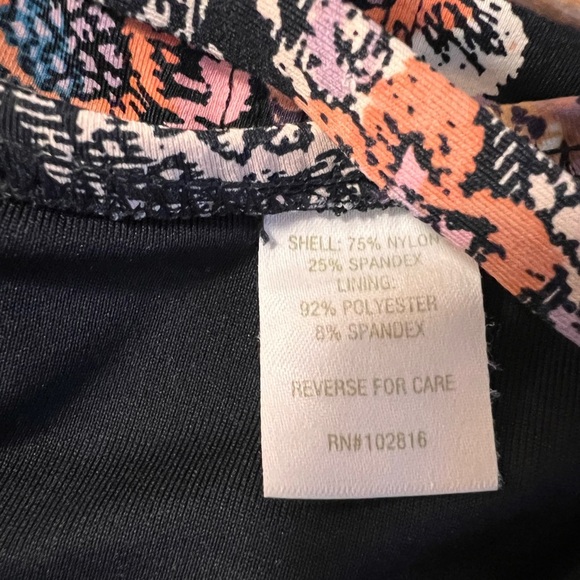 SHELL: 75% NYLON
25% SPANDEX
LINING:
92% POLYESTER
8% SPANDEX
REVERSE FOR CARE
RN#102816